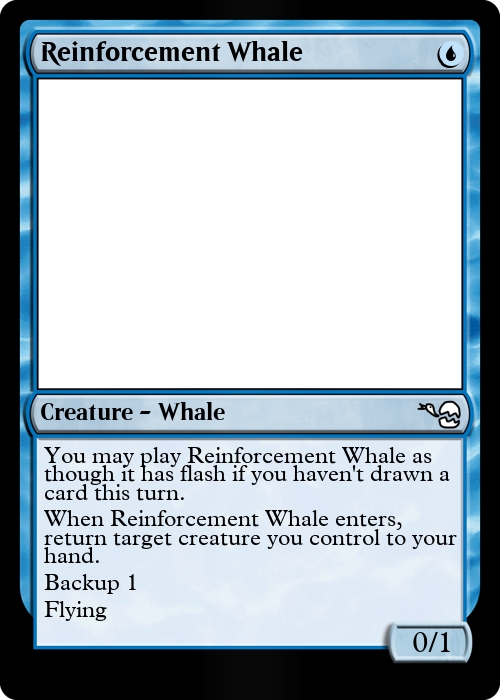 Reinforcement Whale
Creature – Whale
You may play Reinforcement Whale as
though it has flash if you haven't drawn a
card this turn.
When Reinforcement Whale enters,
return target creature you control to your
hand.
Backup 1
Flying
0/1